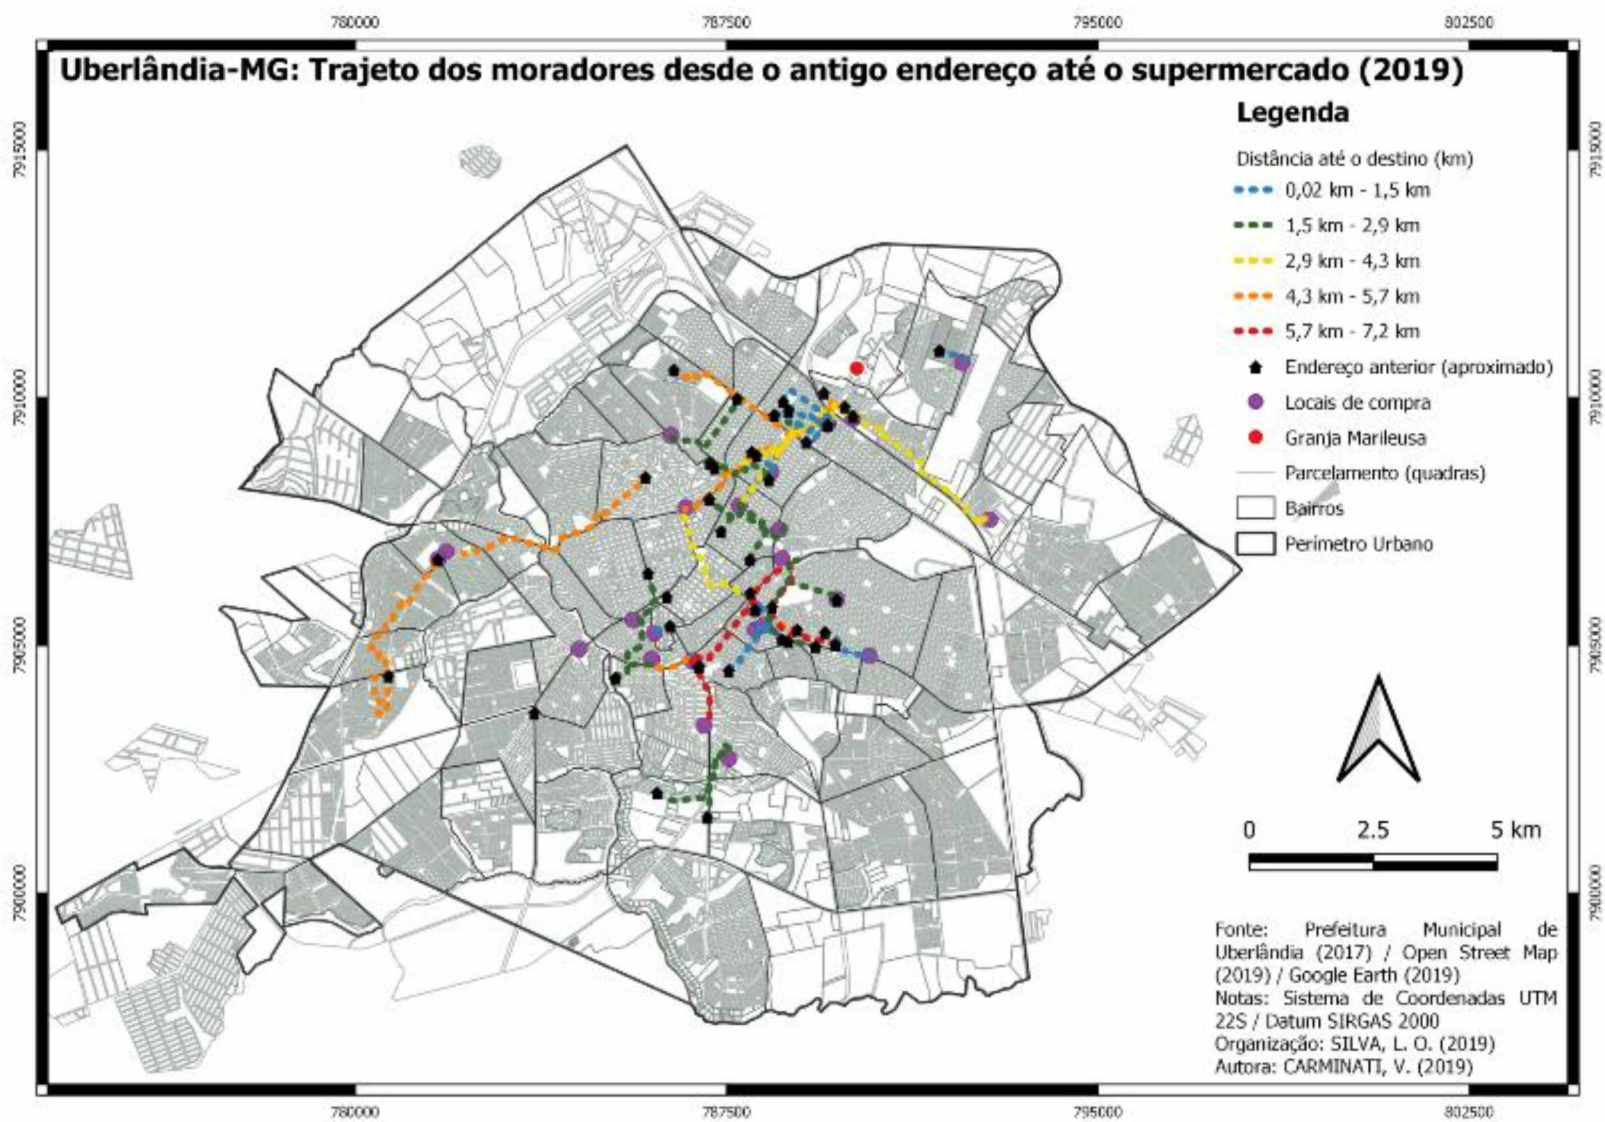 780000
787500
795000
802500
Uberlândia-MG: Trajeto dos moradores desde o antigo endereço até o supermercado (2019)
Legenda
Distância até o destino (km)
0,02 km - 1,5 km
1,5 km - 2,9 km
2,9 km - 4,3 km
4,3 km - 5,7 km
5,7 km - 7,2 km
Endereço anterior (aproximado)
Locais de compra
Granja Marileusa
Parcelamento (quadras)
Bairros
Perímetro Urbano
7915000
7910000
7905000
7900000
7915000
7910000
7905000
7900000
0 2.5 5 km
Fonte: Prefeitura Municipal de
Uberlândia (2017) / Open Street Map
(2019) / Google Earth (2019)
Notas: Sistema de Coordenadas UTM
22S / Datum SIRGAS 2000
Organização: SILVA, L. O. (2019)
Autora: CARMINATI, V. (2019)
780000
787500
795000
802500